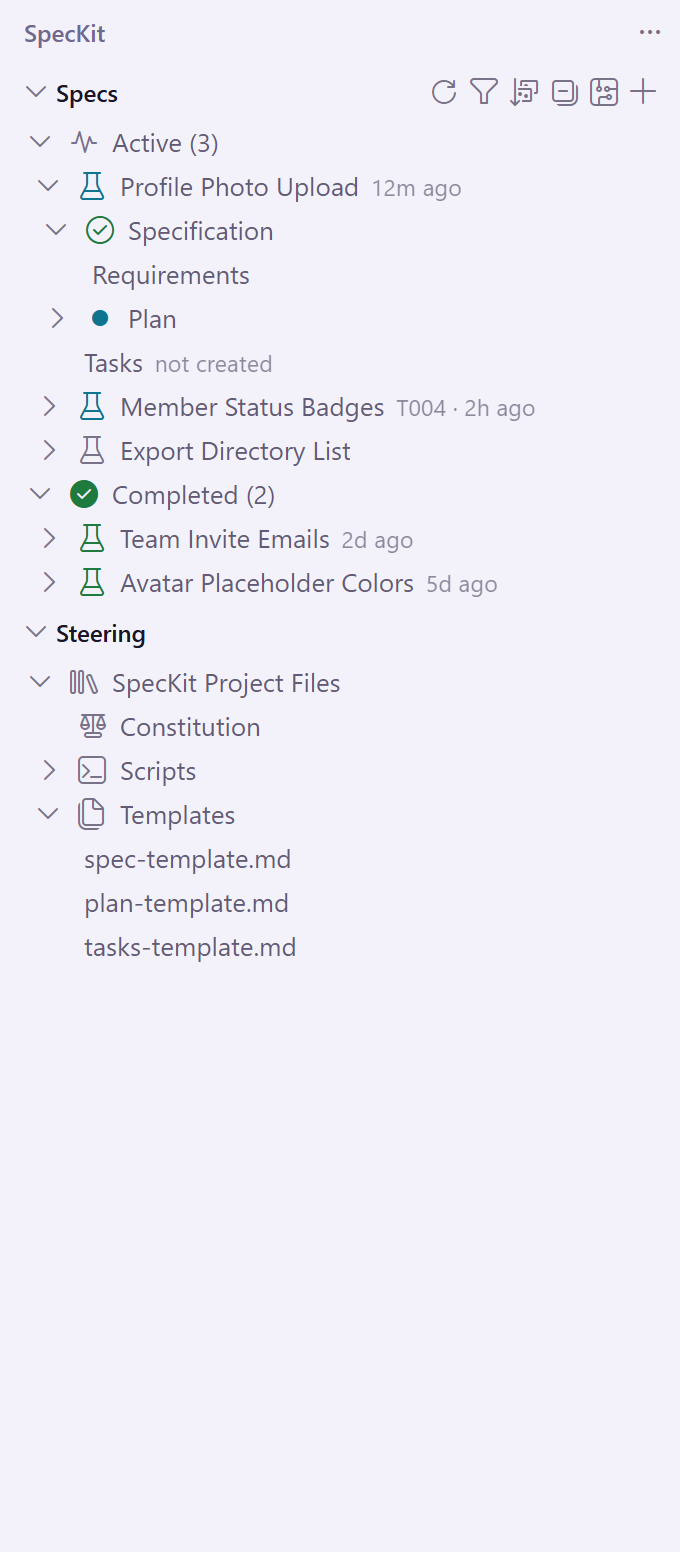 SpecKit
Specs
Active (3)
Profile Photo Upload 12m ago
Specification
Requirements
Plan
Tasks not created
Member Status Badges T004 · 2h ago
Export Directory List
Completed (2)
Team Invite Emails 2d ago
Avatar Placeholder Colors 5d ago
Steering
SpecKit Project Files
Constitution
Scripts
Templates
spec-template.md
plan-template.md
tasks-template.md